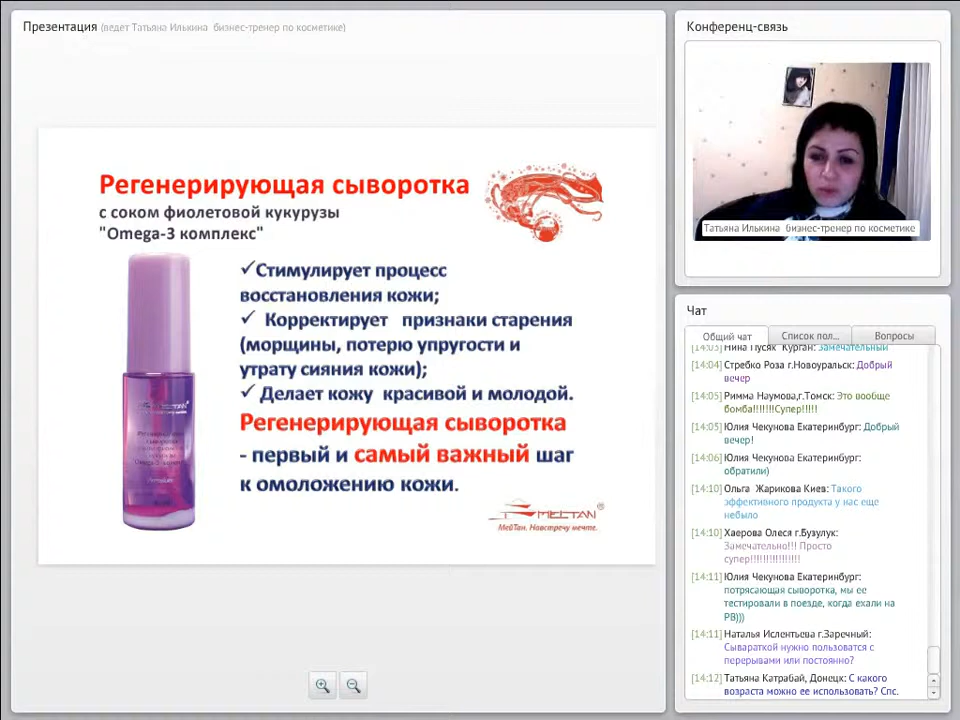 Презентация (ведет Татьяна Илькина бизнес-тренер по косметике)
Регенерирующая сыворотка
с соком фиолетовой кукурузы
"Omega-3 комплекс"
✓Стимулирует процесс
восстановления кожи;
✓ Корректирует признаки старения
(морщины, потерю упругости и
утрату сияния кожи);
✓ Делает кожу красивой и молодой.
Регенерирующая сыворотка
- первый и самый важный шаг
к омоложению кожи.
МЕЙТАN®
МейТан. Навстречу мечте.
Конференц-связь
Татьяна Илькина бизнес-тренер по косметике
Чат
Общий чат
Список пол...
Вопросы
[14:03] Нина Пусяк Курган: Замечательный
[14:04] Стребко Роза г.Новоуральск: Добрый
вечер
[14:05] Римма Наумова,г.Томск: Это вообще
бомба!!!!!!!Супер!!!!!
[14:05] Юлия Чекунова Екатеринбург: Добрый
вечер!
[14:06] Юлия Чекунова Екатеринбург:
обратили)
[14:10] Ольга Жарикова Киев: Такого
эффективного продукта у нас еще
небыло
[14:10] Хаерова Олеся г.Бузулук:
Замечательно!!! Просто
супер!!!!!!!!!!!!!!!!
[14:11] Юлия Чекунова Екатеринбург:
потрясающая сыворотка, мы ее
тестировали в поезде, когда ехали на
РВ)))
[14:11] Наталья Ислентьева г.Заречный:
Сывараткой нужно пользоватся с
перерывами или постоянно?
[14:12] Татьяна Катрабай, Донецк: С какого
возраста можно ее использовать? Спс.